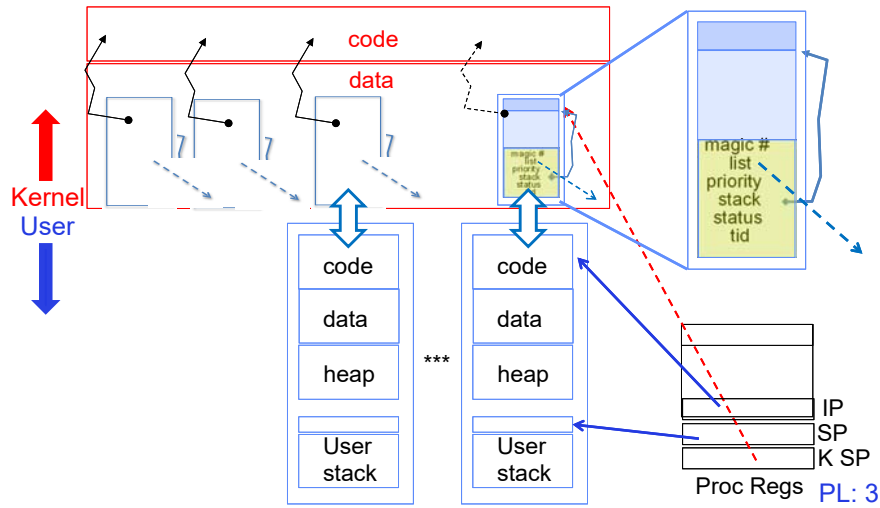 code
data
magic #
list
priority
stack
status
magic #
list
priority
stack
status
tid
Kernel
User
code
data
heap
User
stack
***
code
data
heap
User
stack
IP
SP
K SP
Proc Regs
PL: 3